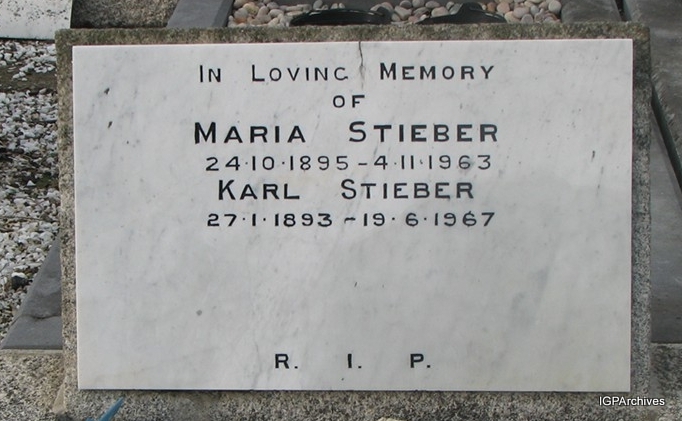 IN LOVING MEMORY
OF
MARIA STIEBER
24·10·1895–4·11·1963
KARL STIEBER
27·1·1893–19·6·1967
R. I. P.
IGPArchives